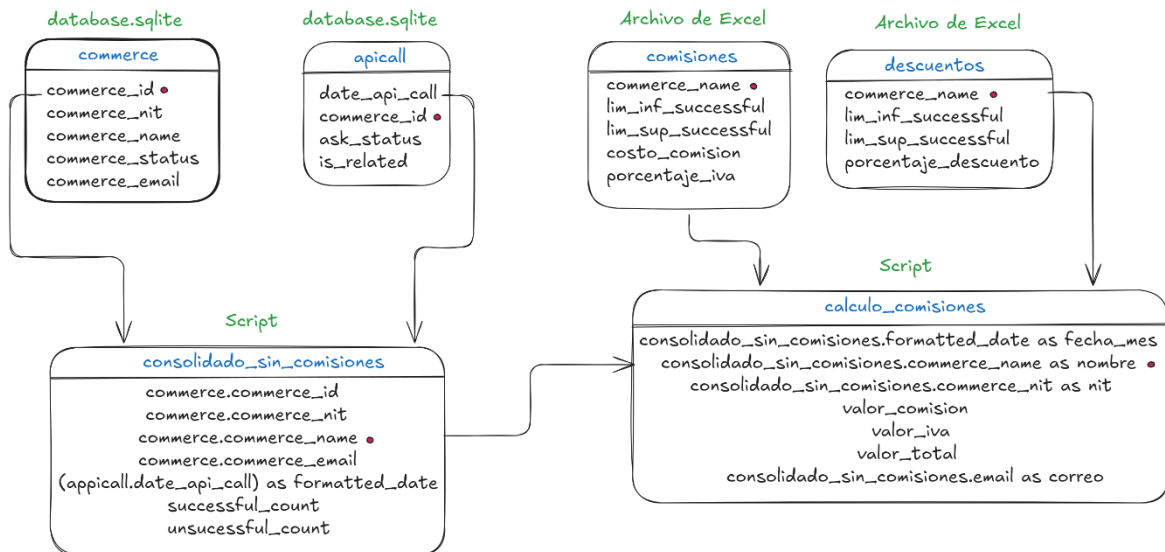 database.sqlite
commerce
commerce_id
commerce_nit
commerce_name
commerce_status
commerce_email
database.sqlite
apicall
date_api_call
commerce_id
ask_status
is_related
Archivo de Excel
comisiones
commerce_name
lim_inf_successful
lim_sup_successful
costo_comision
porcentaje_iva
Archivo de Excel
descuentos
commerce_name
lim_inf_successful
lim_sup_successful
porcentaje_descuento
Script
consolidado_sin_comisiones
commerce.commerce_id
commerce.commerce_nit
commerce.commerce_name
commerce.commerce_email
(appicall.date_api_call) as formatted_date
successful_count
unsucessful_count
Script
calculo_comisiones
consolidado_sin_comisiones.formatted_date as fecha_mes
consolidado_sin_comisiones.commerce_name as nombre
consolidado_sin_comisiones.commerce_nit as nit
valor_comision
valor_iva
valor_total
consolidado_sin_comisiones.email as correo